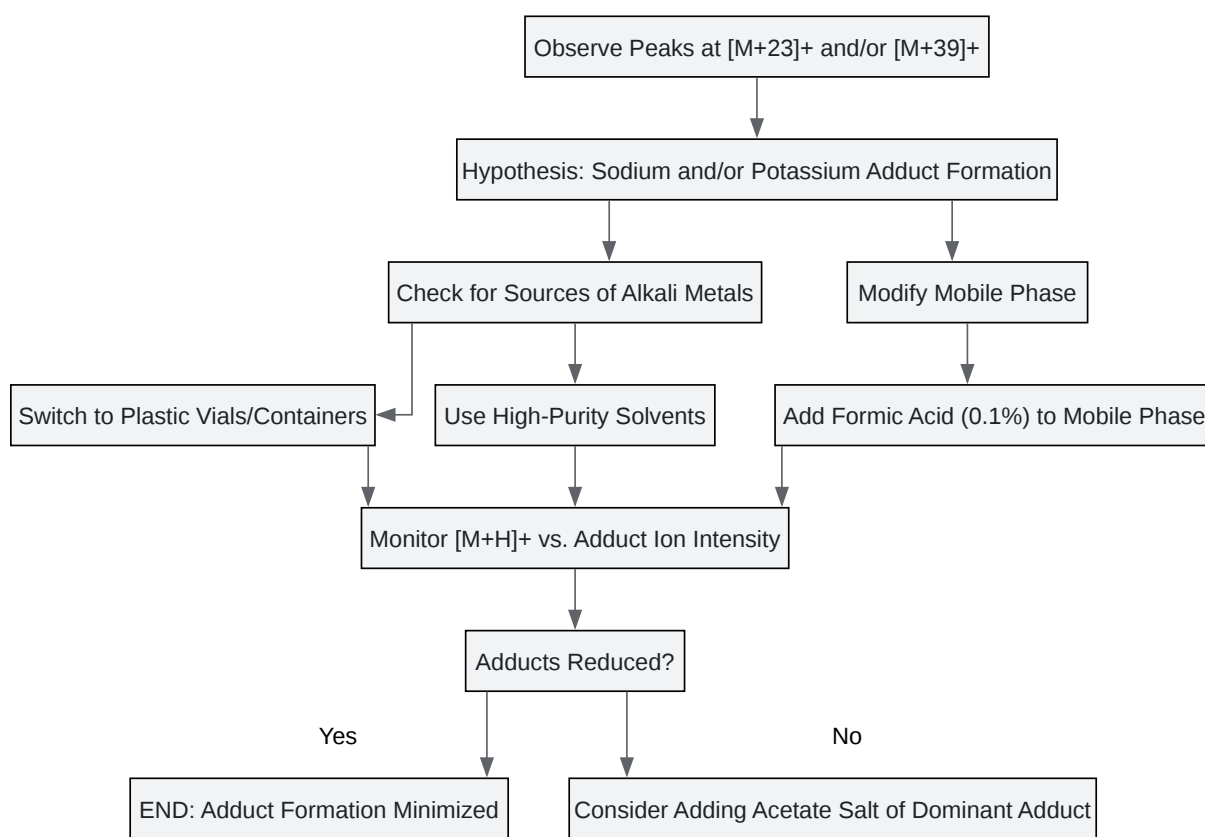 Observe Peaks at [M+23]+ and/or [M+39]+
Hypothesis: Sodium and/or Potassium Adduct Formation
Check for Sources of Alkali Metals
Modify Mobile Phase
Switch to Plastic Vials/Containers
Use High-Purity Solvents
Add Formic Acid (0.1%) to Mobile Phase
Monitor [M+H]+ vs. Adduct Ion Intensity
Adducts Reduced?
Yes
No
END: Adduct Formation Minimized
Consider Adding Acetate Salt of Dominant Adduct